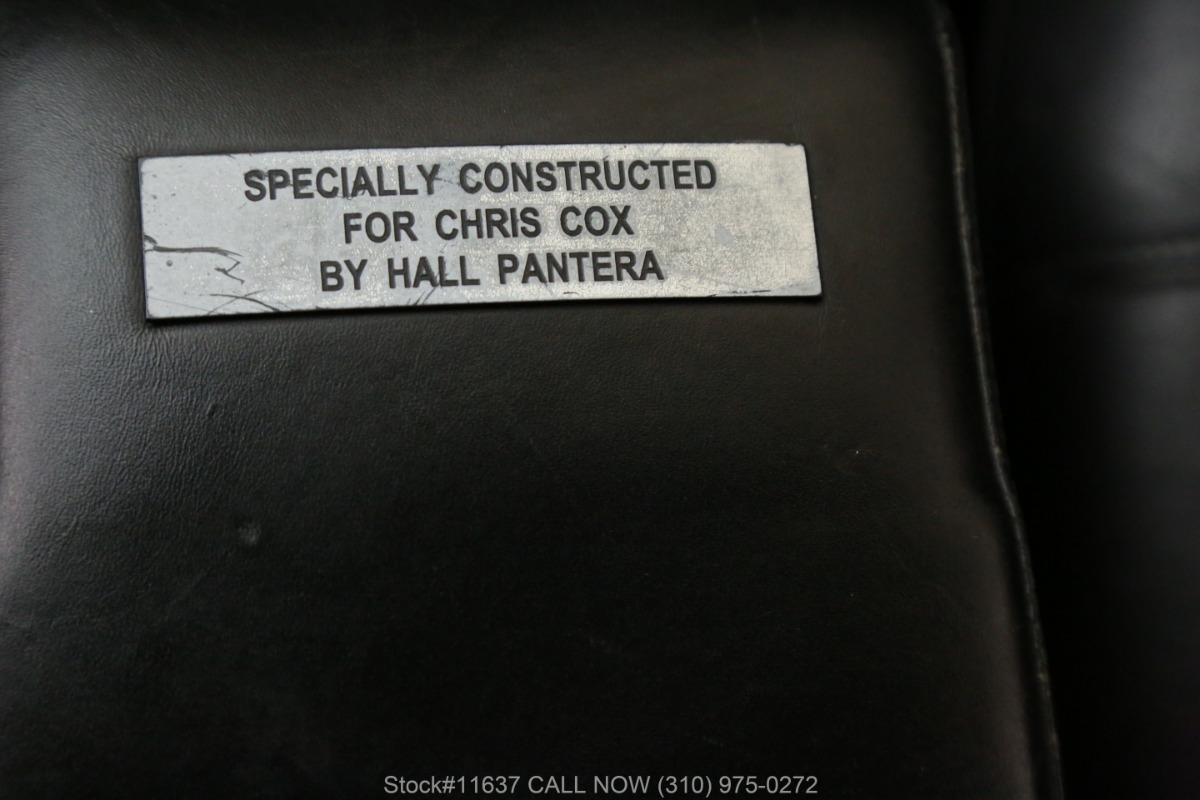 SPECIALLY CONSTRUCTED
FOR CHRIS COX
BY HALL PANTERA
Stock#11637 CALL NOW (310) 975-0272